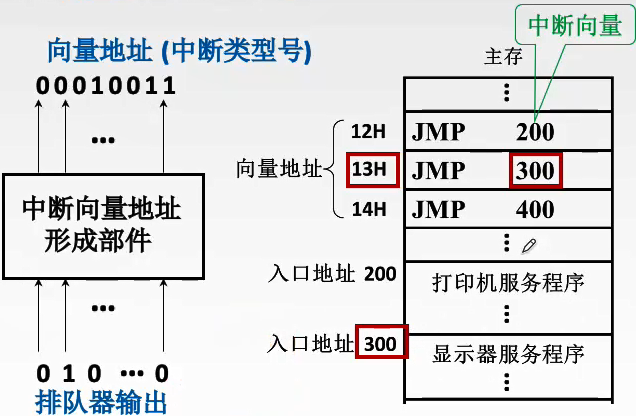 向量地址 (中断类型号)
00010011
…
中断向量地址
形成部件
…
0 1 0 … 0
排队器输出
中断向量
主存
⋮
向量地址
12H JMP 200
13H JMP 300
14H JMP 400
⋮
入口地址 200 打印机服务程序
⋮
入口地址 300 显示器服务程序
⋮